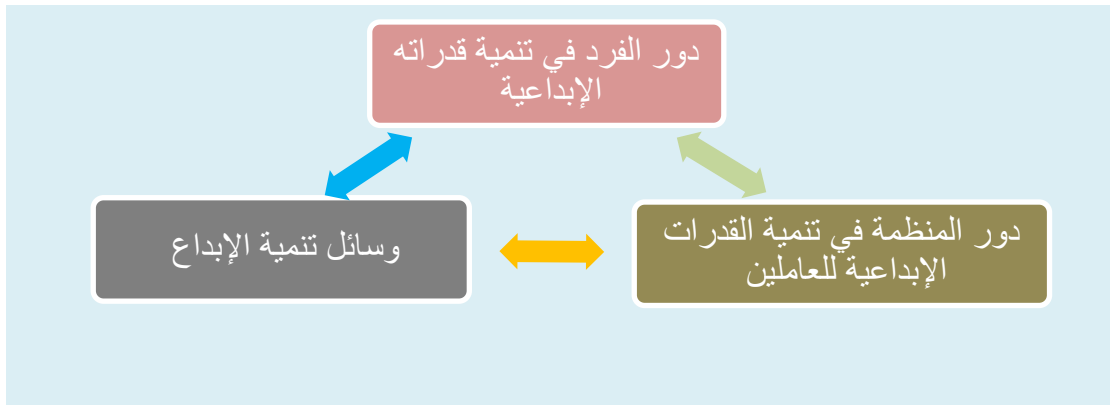 دور الفرد في تنمية قدراته
الإبداعية
دور المنظمة في تنمية القدرات
الإبداعية للعاملين
وسائل تنمية الإبداع